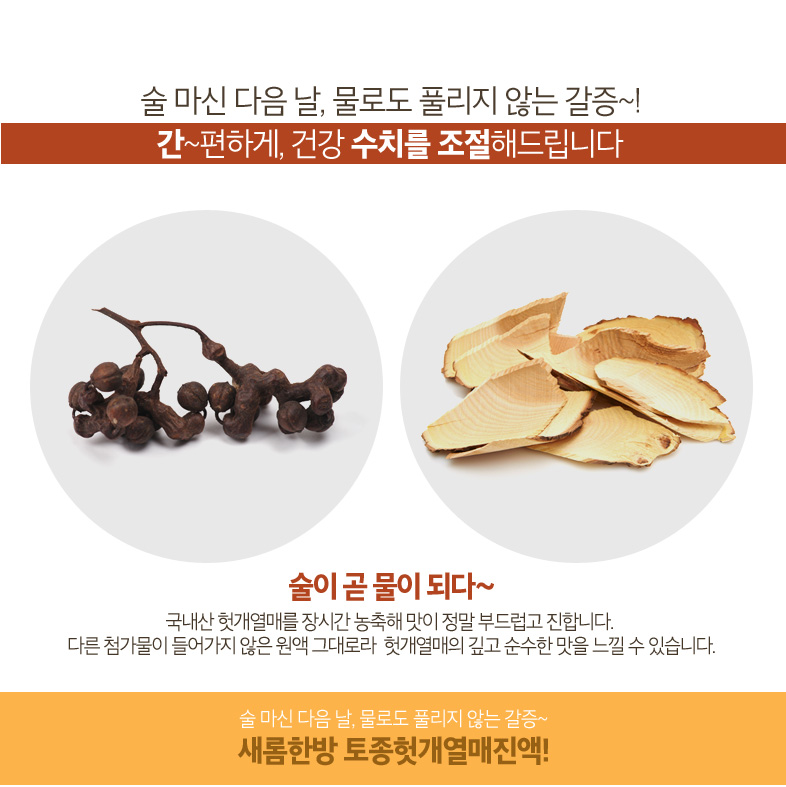 술 마신 다음 날, 물로도 풀리지 않는 갈증~!
간~편하게, 건강 수치를 조절해드립니다
술이 곧 물이 되다~
국내산 헛개열매를 장시간 농축해 맛이 정말 부드럽고 진합니다.
다른 첨가물이 들어가지 않은 원액 그대로라 헛개열매의 깊고 순수한 맛을 느낄 수 있습니다.
술 마신 다음 날, 물로도 풀리지 않는 갈증~
새롬한방 토종헛개열매진액!